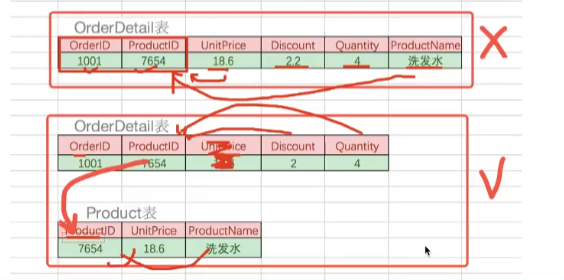 OrderDetail表
OrderID ProductID UnitPrice Discount Quantity ProductName
1001 7654 18.6 2.2 4 洗发水
OrderDetail表
OrderID ProductID Discount Quantity
1001 7654 2 4
Product表
ProductID UnitPrice ProductName
7654 18.6 洗发水